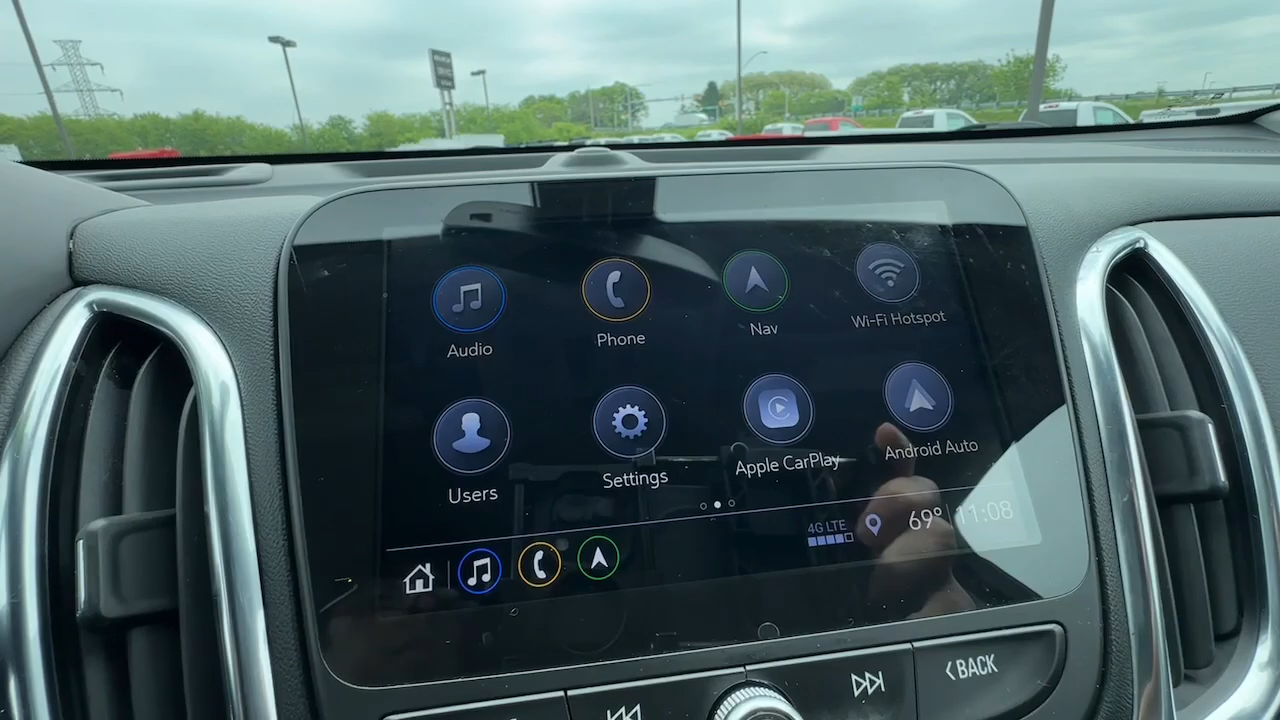 Audio
Phone
Nav
Wi-Fi Hotspot
Users
Settings
Apple CarPlay
Android Auto
4G LTE
69°
11:08
BACK